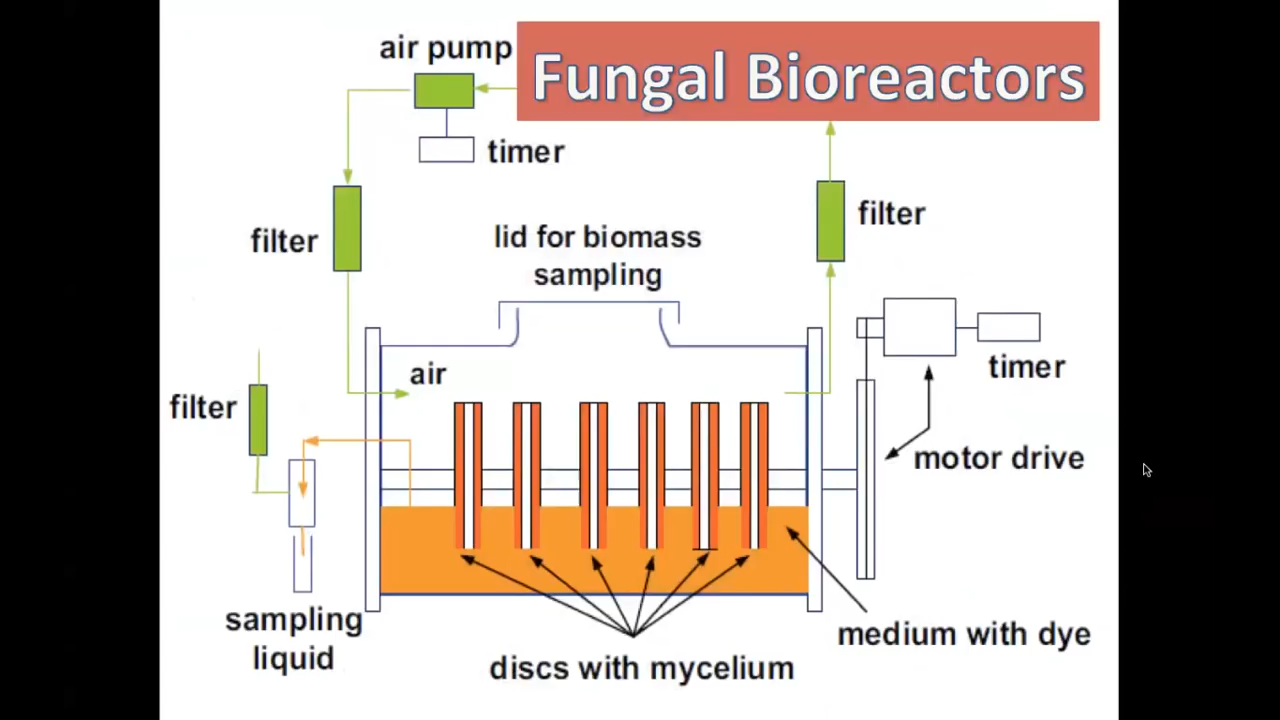 air pump
Fungal Bioreactors
timer
filter
filter
lid for biomass
sampling
timer
air
filter
motor drive
sampling
liquid
medium with dye
discs with mycelium